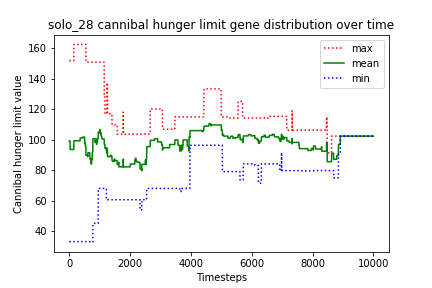 solo_28 cannibal hunger limit gene distribution over time
Cannibal hunger limit value
160
140
120
100
80
60
40
max
mean
min
0 2000 4000 6000 8000 10000
Timesteps